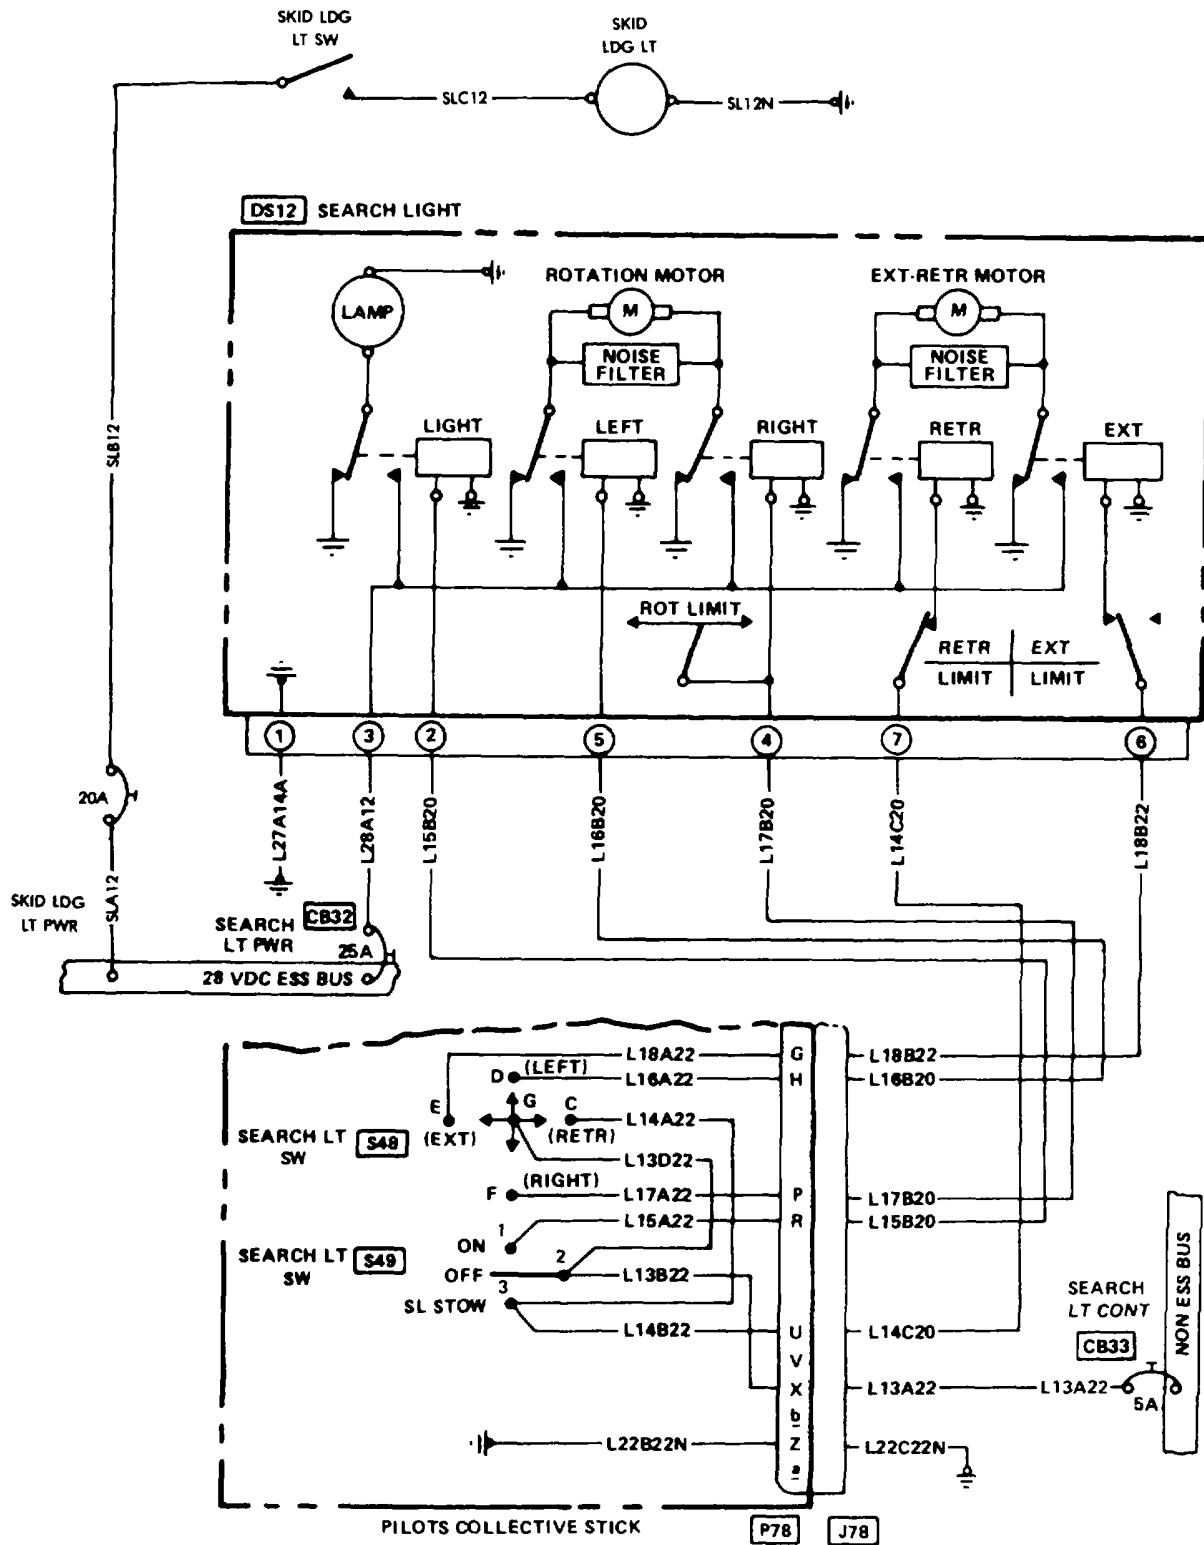 SKID LDG
LT SW
SKID
LDG LT
SLC12
SL12N
DS12 SEARCH LIGHT
ROTATION MOTOR
EXT-RETR MOTOR
LAMP
M
M
NOISE
FILTER
NOISE
FILTER
SLB12
LIGHT
LEFT
RIGHT
RETR
EXT
ROT LIMIT
RETR EXT
LIMIT LIMIT
1 3 2 5 4 7 6
20A
L27A14A
L28A12
L15B20
L16B20
L17B20
L14C20
L18B22
SLA12
SKID LDG
LT PWR
CB32
SEARCH
LT PWR
25A
28 VDC ESS BUS
L18A22 G L18B22
D (LEFT) L16A22 H L16B20
E G C L14A22
(EXT) (RETR)
SEARCH LT
SW
S48
L13D22
(RIGHT)
F L17A22 P L17B20
1 L15A22 R L15B20
ON
SEARCH LT
SW
S49
2
OFF L13B22
3
SL STOW
L14B22 U L14C20
V
X L13A22 L13A22
SEARCH
LT CONT
CB33
5A
NON ESS BUS
b
L22B22N Z L22C22N
a
PILOTS COLLECTIVE STICK
P78 J78